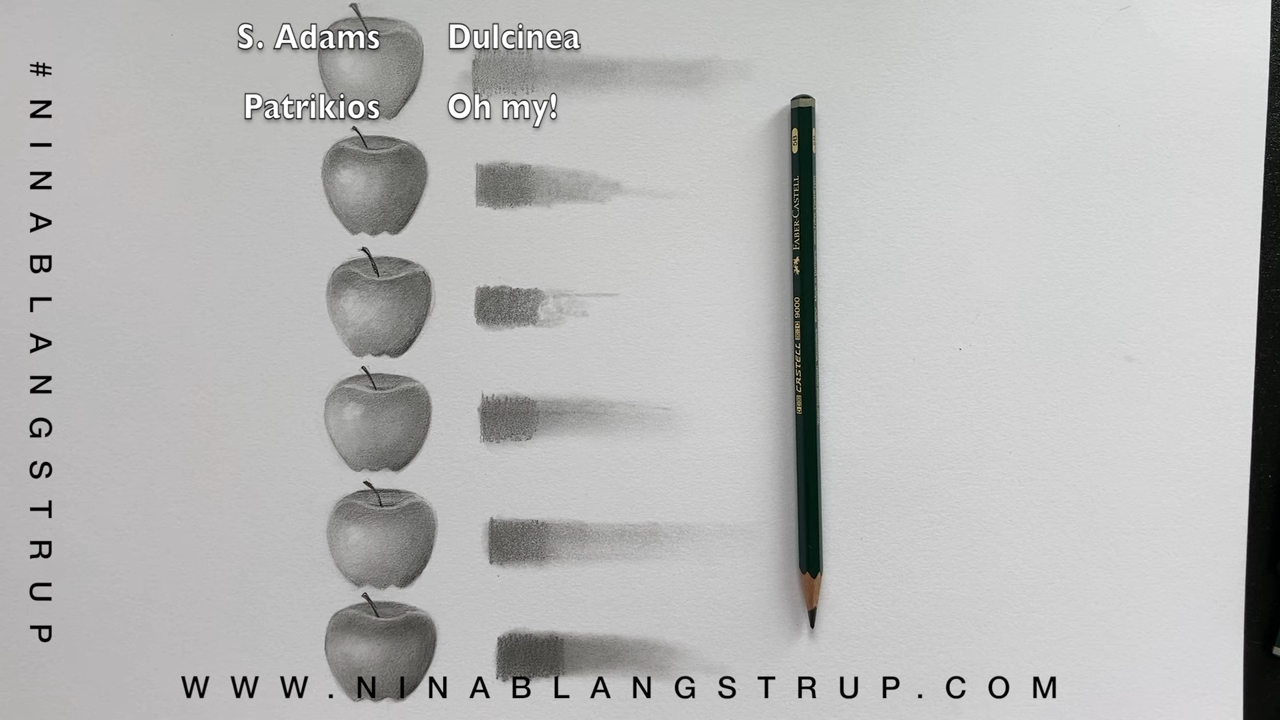 S. Adams Dulcinea
Patrikios Oh my!
#NINABLANGSTRUP
FABER-CASTELL
CASTELL 9000
WWW.NINABLANGSTRUP.COM